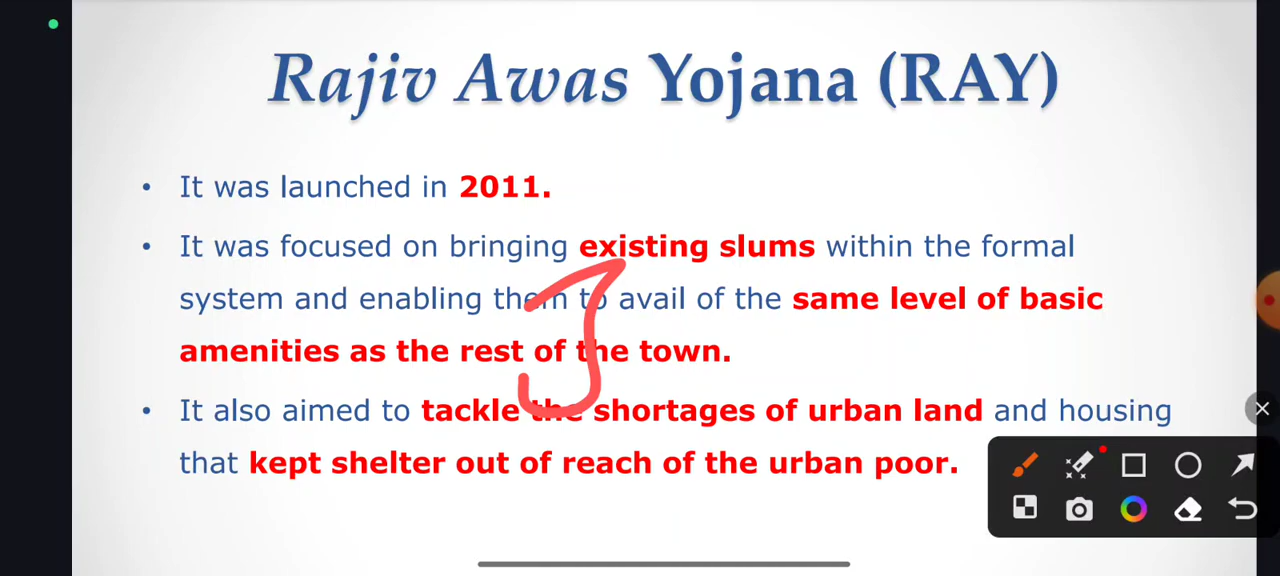 Rajiv Awas Yojana (RAY)
• It was launched in 2011.
• It was focused on bringing existing slums within the formal
system and enabling them to avail of the same level of basic
amenities as the rest of the town.
• It also aimed to tackle the shortages of urban land and housing
that kept shelter out of reach of the urban poor.